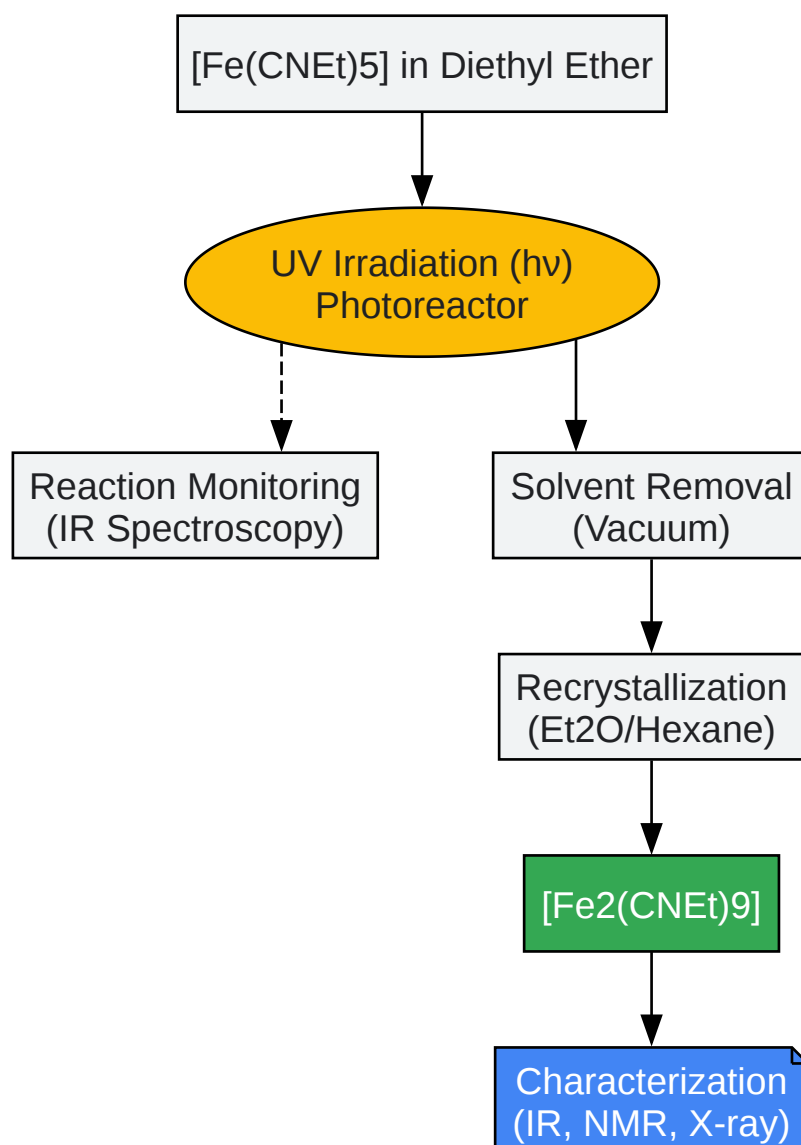 [Fe(CNEt)5] in Diethyl Ether
UV Irradiation (hν)
Photoreactor
Reaction Monitoring
(IR Spectroscopy)
Solvent Removal
(Vacuum)
Recrystallization
(Et2O/Hexane)
[Fe2(CNEt)9]
Characterization
(IR, NMR, X-ray)